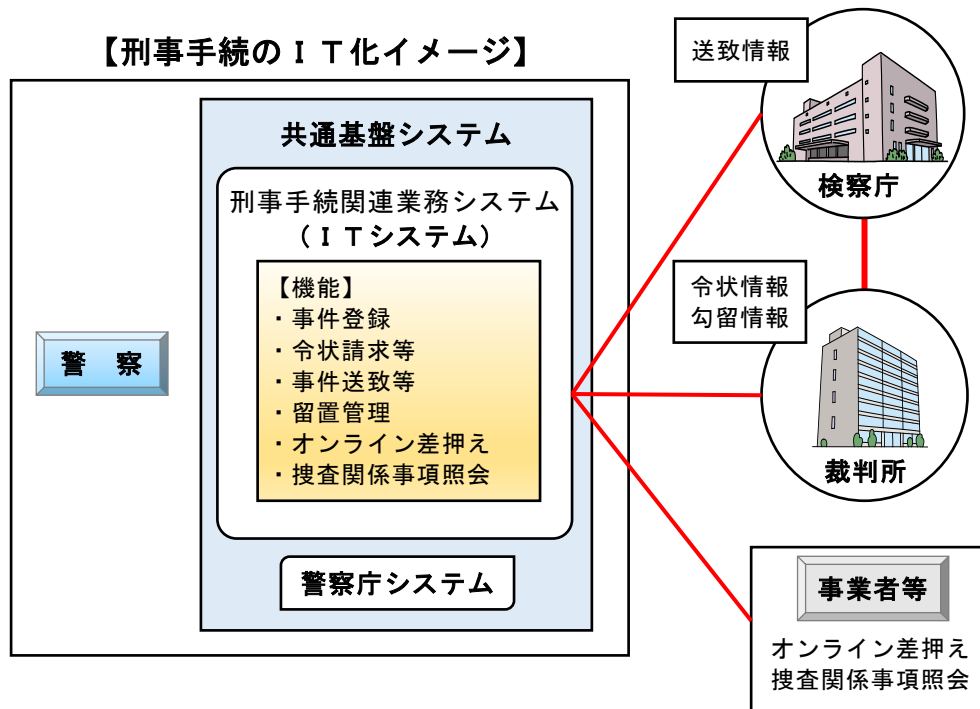 【刑事手続のＩＴ化イメージ】
共通基盤システム
刑事手続関連業務システム
（ＩＴシステム）
【機能】
・事件登録
・令状請求等
・事件送致等
・留置管理
・オンライン差押え
・捜査関係事項照会
警察庁システム
警　察
送致情報
検察庁
令状情報
勾留情報
裁判所
事業者等
オンライン差押え
捜査関係事項照会